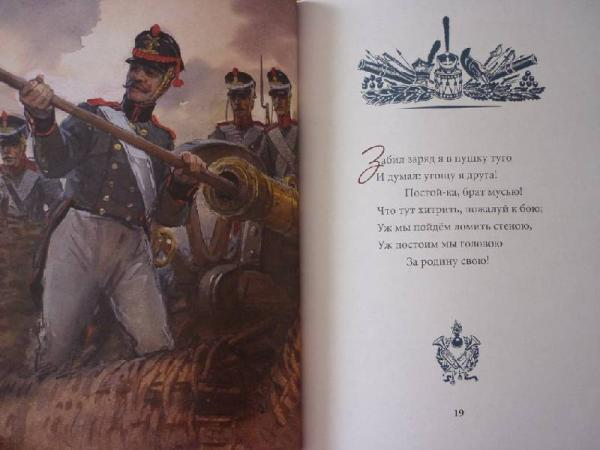 Забил заряд я в пушку туго
И думал: угощу я друга!
Постой-ка, брат мусью!
Что тут хитрить, пожалуй к бою;
Уж мы пойдём ломить стеною,
Уж постоим мы головою
За родину свою!
19